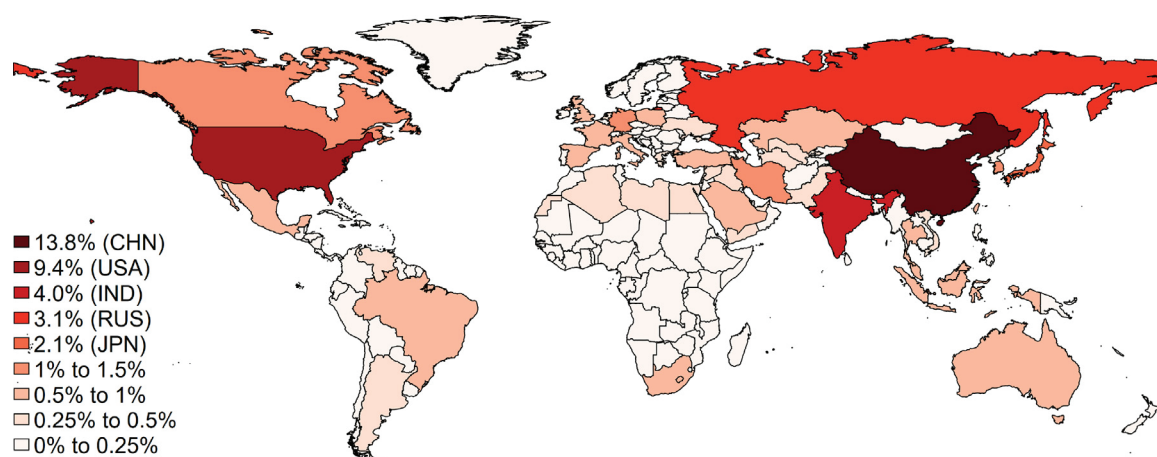 13.8% (CHN)
9.4% (USA)
4.0% (IND)
3.1% (RUS)
2.1% (JPN)
1% to 1.5%
0.5% to 1%
0.25% to 0.5%
0% to 0.25%